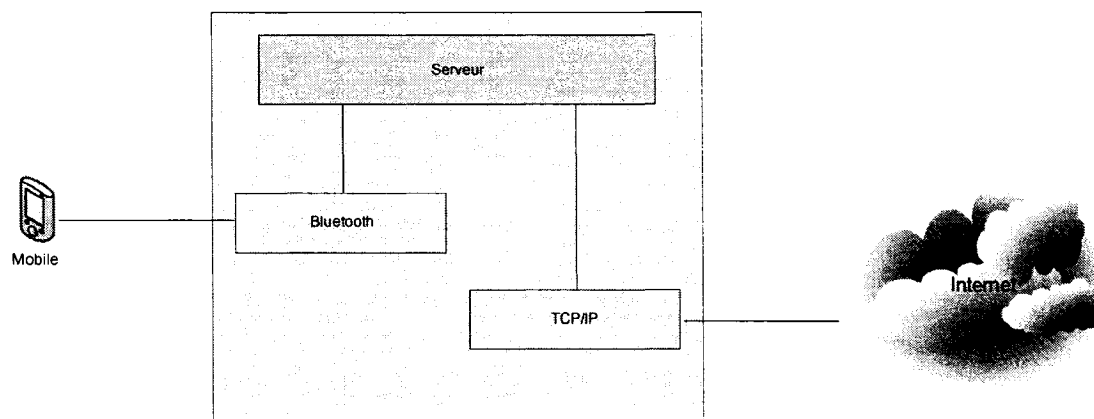 Serveur
Bluetooth
Mobile
Internet
TCP/IP